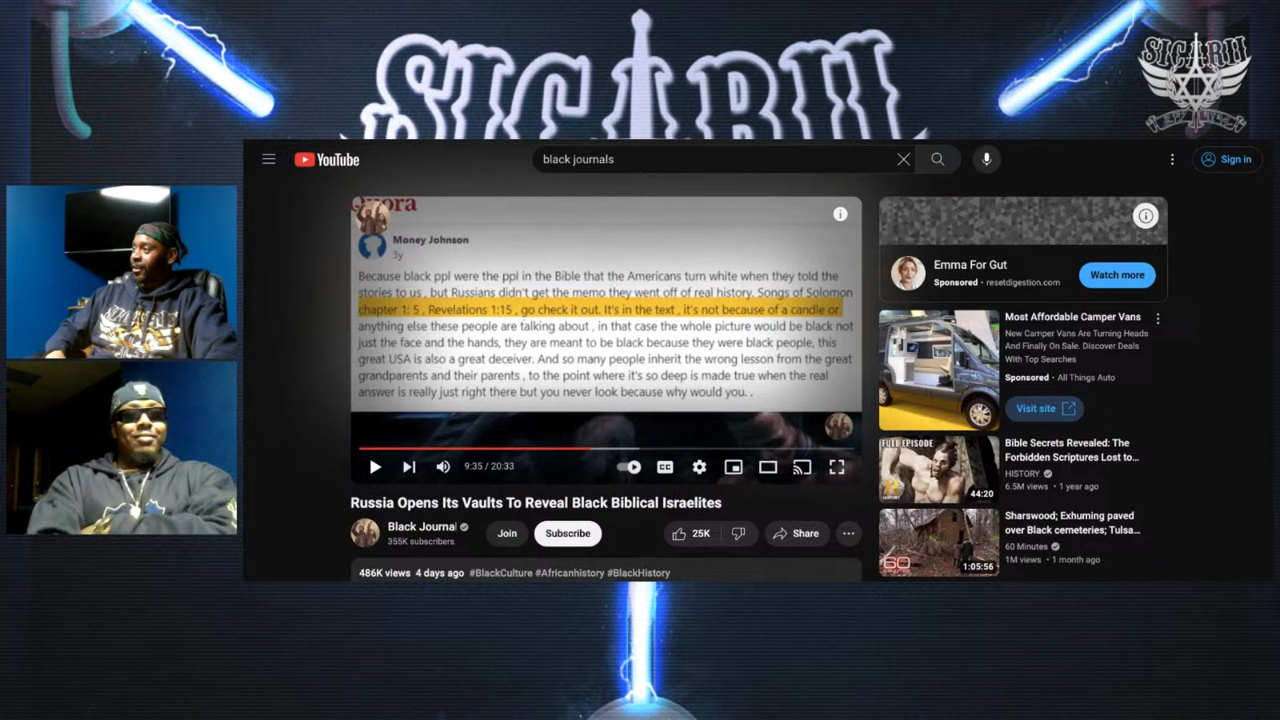 SICARII
SICARII
YouTube
black journals
Sign in
Quora
Money Johnson
3y
Because black ppl were the ppl in the Bible that the Americans turn white when they told the
stories to us , but Russians didn't get the memo they went off of real history. Songs of Solomon
chapter 1: 5 , Revelations 1:15 , go check it out. It's in the text , it's not because of a candle or
anything else these people are talking about , in that case the whole picture would be black not
just the face and the hands, they are meant to be black because they were black people, this
great USA is also a great deceiver. And so many people inherit the wrong lesson from the great
grandparents and their parents , to the point where it's so deep is made true when the real
answer is really just right there but you never look because why would you. .
9:35 / 20:33
CC
Russia Opens Its Vaults To Reveal Black Biblical Israelites
Black Journal
355K subscribers
Join
Subscribe
25K
Share
486K views 4 days ago #BlackCulture #Africanhistory #BlackHistory
Emma For Gut
Sponsored · resetdigestion.com
Watch more
Most Affordable Camper Vans
New Camper Vans Are Turning Heads
And Finally On Sale. Discover Deals
With Top Searches
Sponsored · All Things Auto
Visit site
FULL EPISODE
HISTORY
44:20
Bible Secrets Revealed: The
Forbidden Scriptures Lost to...
HISTORY
6.5M views · 1 year ago
60
MINUTES
1:05:56
Sharswood; Exhuming paved
over Black cemeteries; Tulsa...
60 Minutes
1M views · 1 month ago